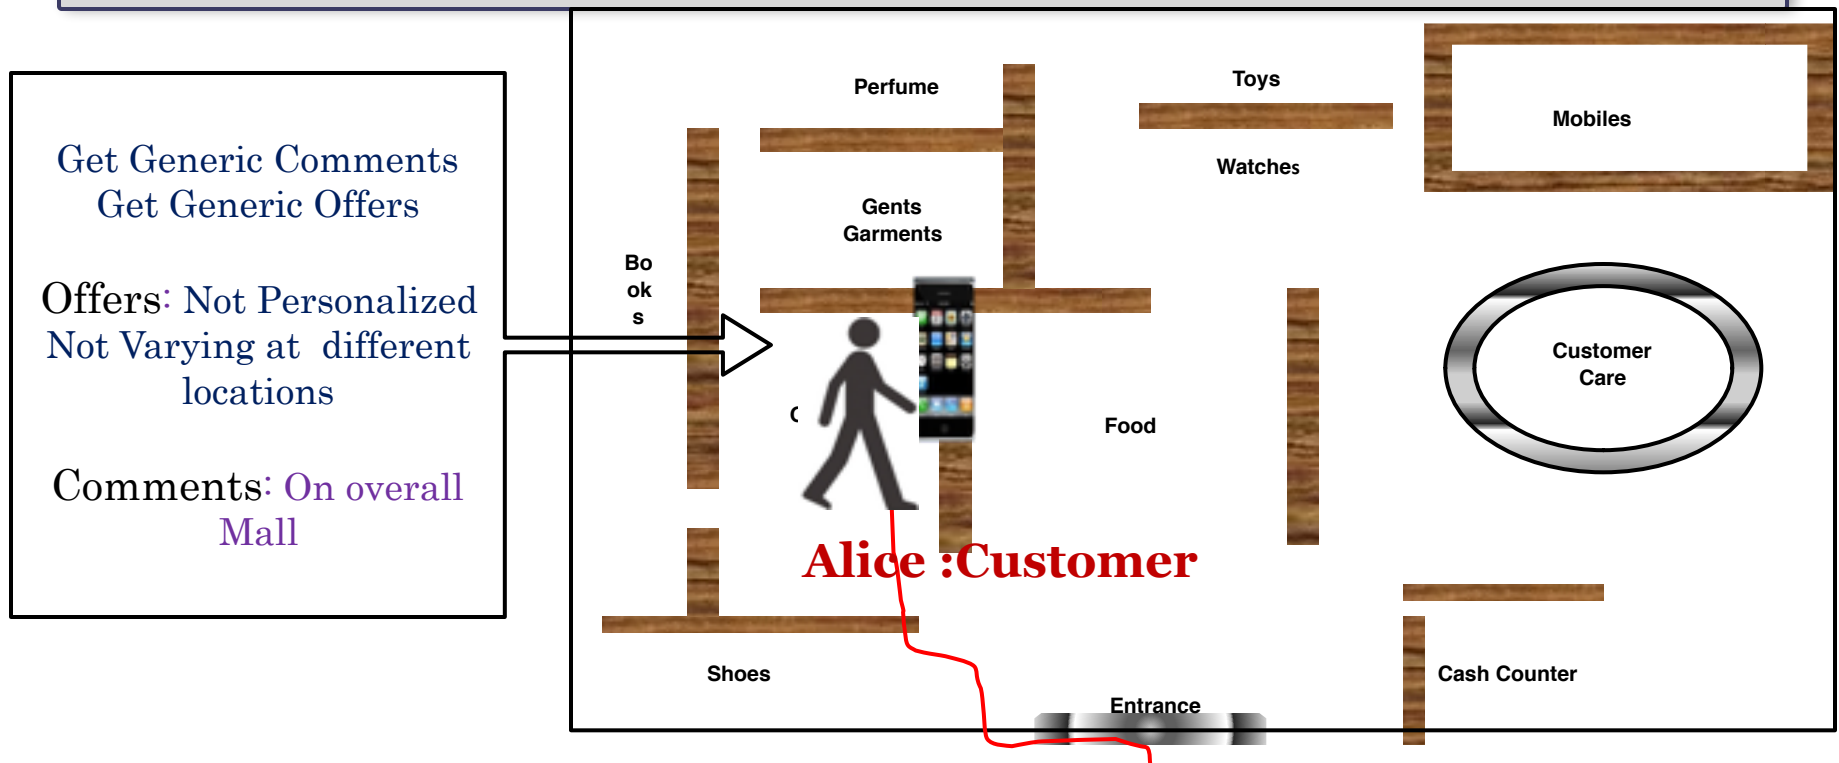 Get Generic Comments
Get Generic Offers
Offers: Not Personalized
Not Varying at different
locations
Comments: On overall
Mall
Perfume
Toys
Mobiles
Watches
Gents
Garments
Bo
ok
s
Customer
Care
Food
Alice :Customer
Shoes
Cash Counter
Entrance